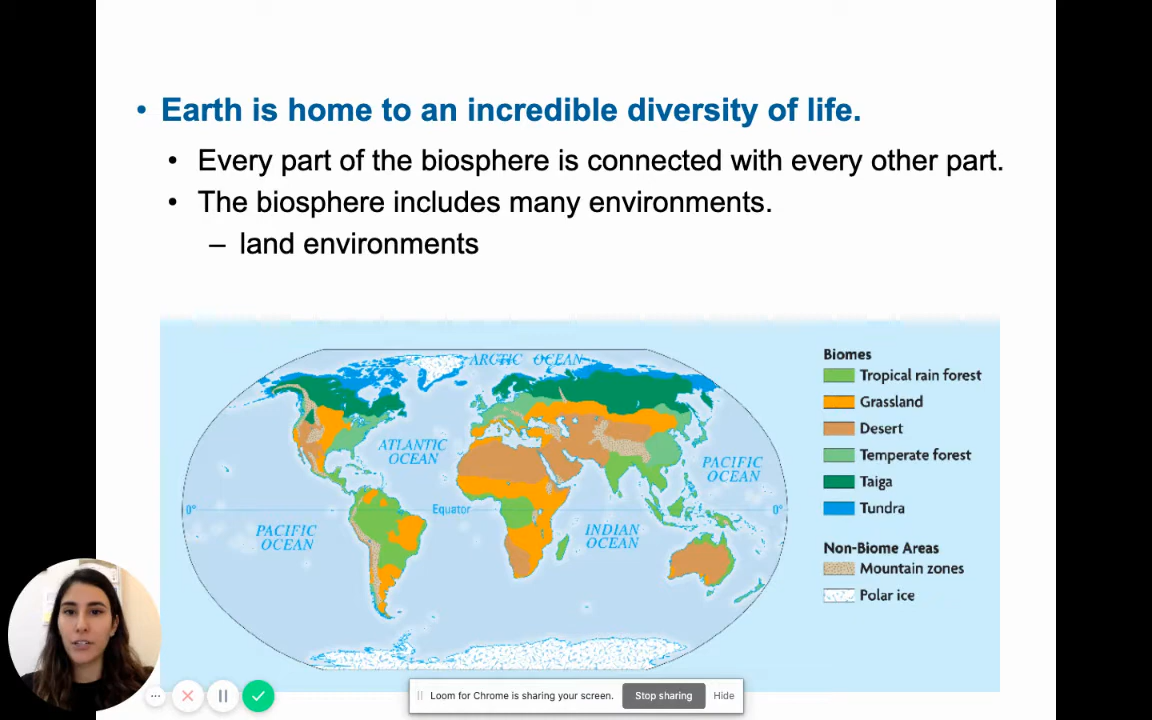 • Earth is home to an incredible diversity of life.
• Every part of the biosphere is connected with every other part.
• The biosphere includes many environments.
– land environments
ARCTIC OCEAN
ATLANTIC
OCEAN
PACIFIC
OCEAN
0°
Equator
0°
PACIFIC
OCEAN
INDIAN
OCEAN
Biomes
Tropical rain forest
Grassland
Desert
Temperate forest
Taiga
Tundra
Non-Biome Areas
Mountain zones
Polar ice
Loom for Chrome is sharing your screen.
Stop sharing
Hide